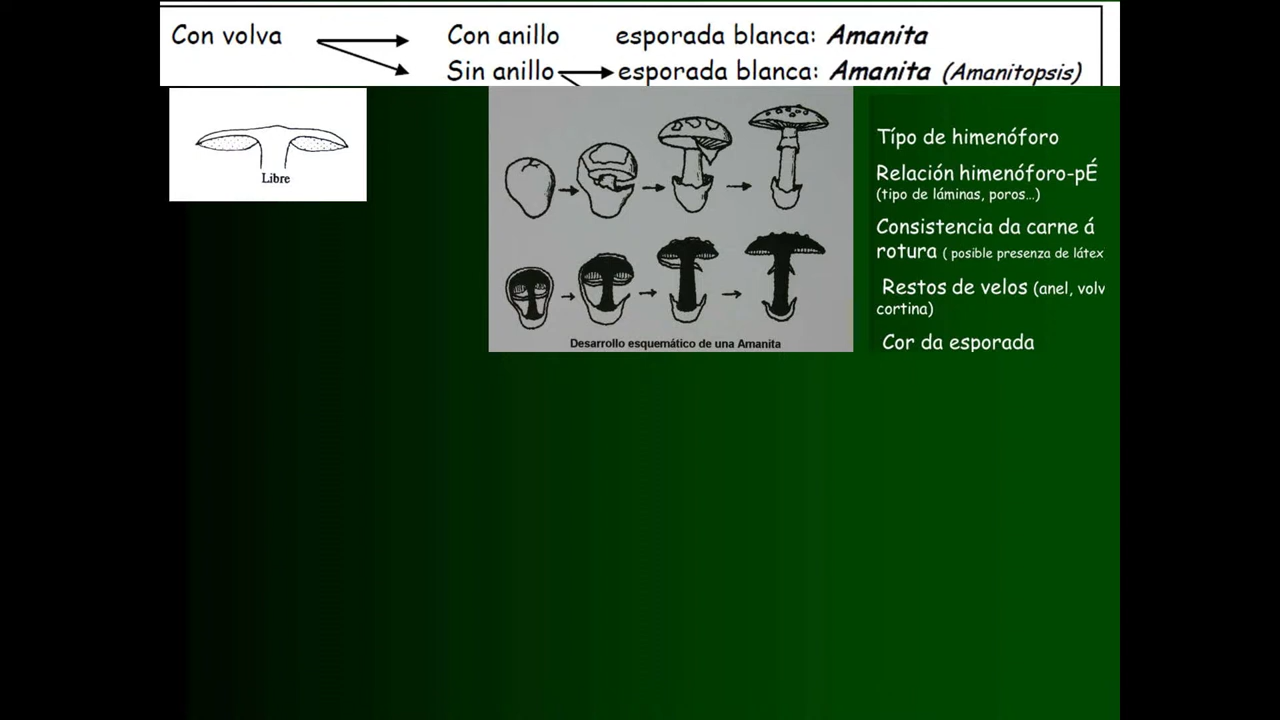 Con volva Con anillo esporada blanca: Amanita
Sin anillo esporada blanca: Amanita (Amanitopsis)
Libre
Desarrollo esquemático de una Amanita
Típo de himenóforo
Relación himenóforo-pÉ
(tipo de láminas, poros...)
Consistencia da carne á
rotura ( posible presenza de látex
Restos de velos (anel, volv
cortina)
Cor da esporada